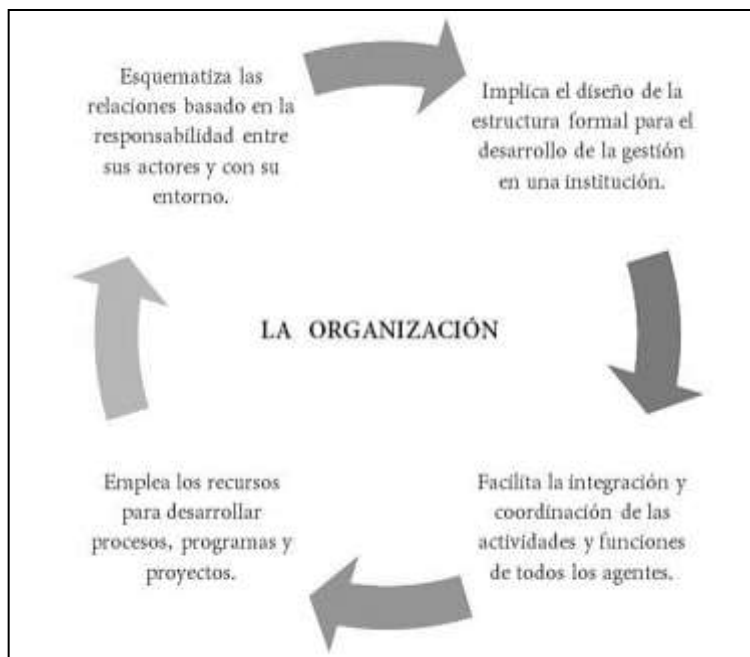 Esquematiza las
relaciones basado en la
responsabilidad entre
sus actores y con su
entorno.
Implica el diseño de la
estructura formal para el
desarrollo de la gestión
en una institución.
LA ORGANIZACIÓN
Emplea los recursos
para desarrollar
procesos, programas y
proyectos.
Facilita la integración y
coordinación de las
actividades y funciones
de todos los agentes.